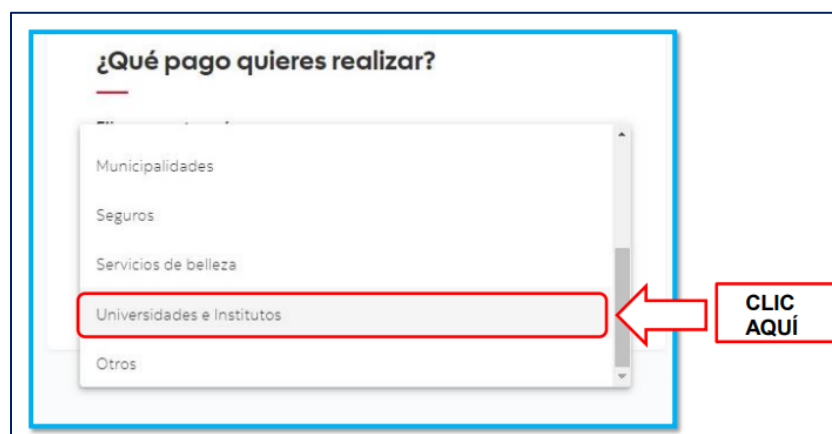 ¿Qué pago quieres realizar?
Municipalidades
Seguros
Servicios de belleza
Universidades e Institutos
CLIC
AQUÍ
Otros